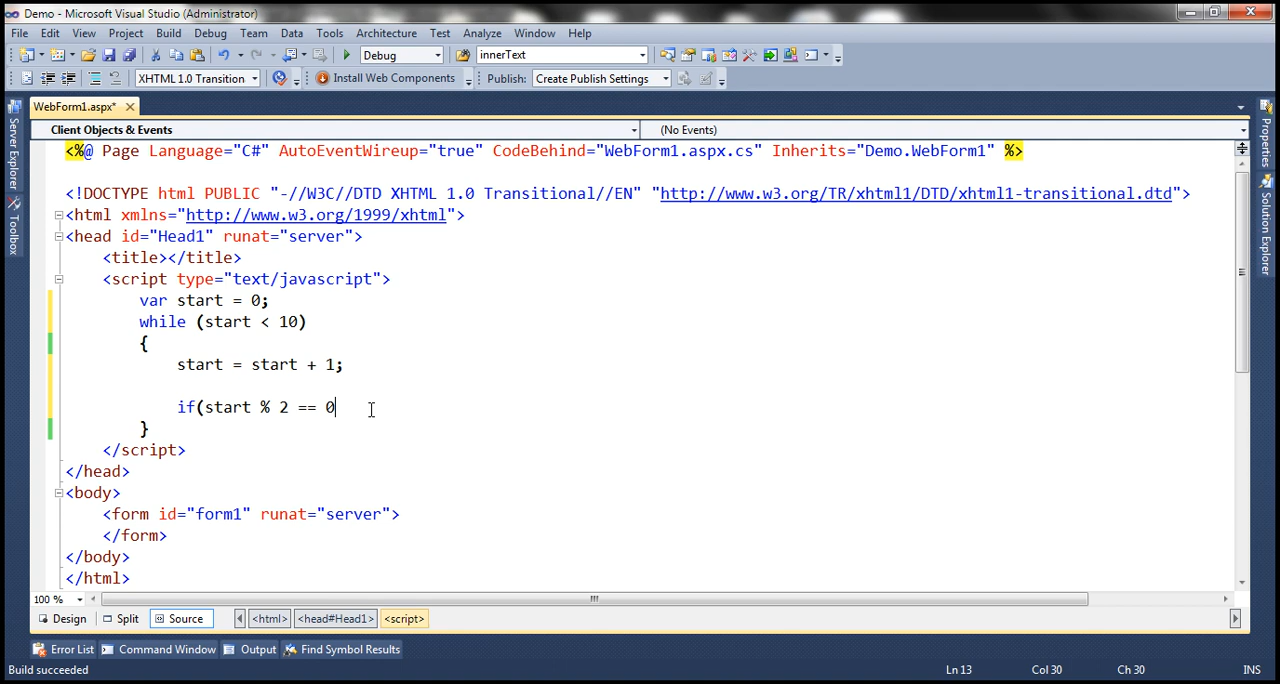 Demo - Microsoft Visual Studio (Administrator)
File Edit View Project Build Debug Team Data Tools Architecture Test Analyze Window Help
Debug innerText
XHTML 1.0 Transition Install Web Components Publish: Create Publish Settings
WebForm1.aspx*
Client Objects & Events (No Events)
<%@ Page Language="C#" AutoEventWireup="true" CodeBehind="WebForm1.aspx.cs" Inherits="Demo.WebForm1" %>
<!DOCTYPE html PUBLIC "-//W3C//DTD XHTML 1.0 Transitional//EN" "http://www.w3.org/TR/xhtml1/DTD/xhtml1-transitional.dtd">
<html xmlns="http://www.w3.org/1999/xhtml">
<head id="Head1" runat="server">
<title></title>
<script type="text/javascript">
var start = 0;
while (start < 10)
{
start = start + 1;
if(start % 2 == 0
}
</script>
</head>
<body>
<form id="form1" runat="server">
</form>
</body>
</html>
100 %
Design Split Source <html> <head#Head1> <script>
Error List Command Window Output Find Symbol Results
Build succeeded Ln 13 Col 30 Ch 30 INS
Server Explorer
Toolbox
Properties
Solution Explorer